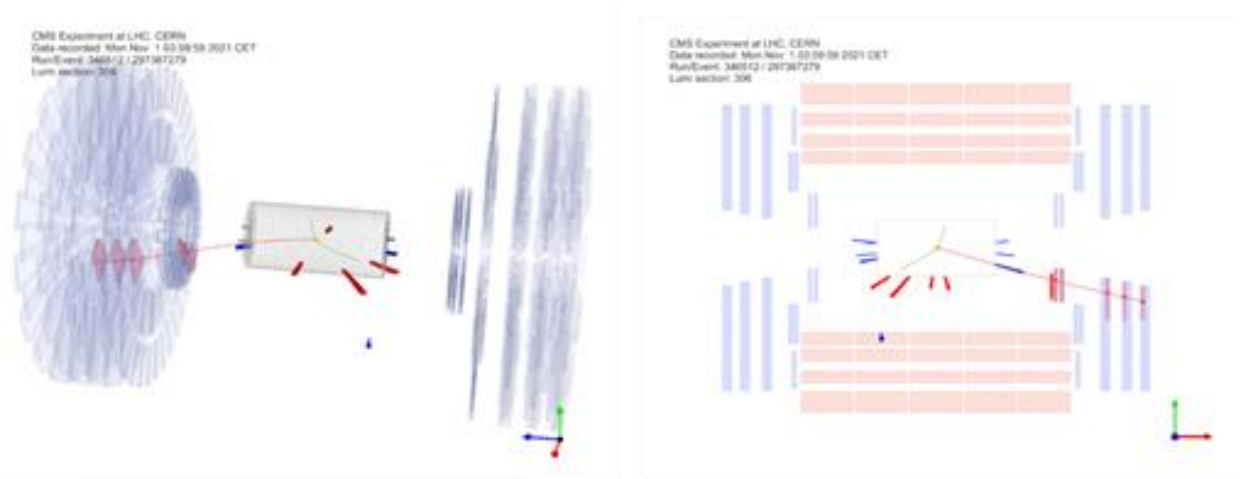 CMS Experiment at LHC, CERN
Data recorded: Mon Nov 1 03:59:59 2021 CET
Run/Event: 346512 / 297367279
Lumi section: 306
CMS Experiment at LHC, CERN
Data recorded: Mon Nov 1 03:59:59 2021 CET
Run/Event: 346512 / 297367279
Lumi section: 306